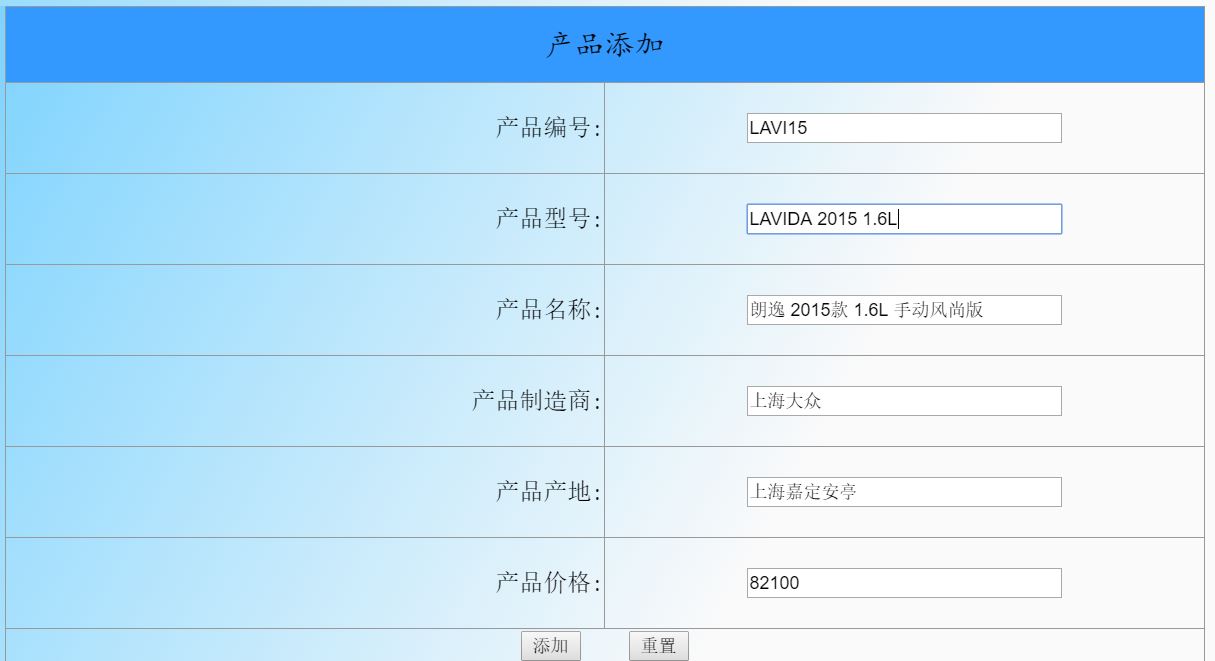 产品添加
产品编号: LAVI15
产品型号: LAVIDA 2015 1.6L
产品名称: 朗逸 2015款 1.6L 手动风尚版
产品制造商: 上海大众
产品产地: 上海嘉定安亭
产品价格: 82100
添加 重置